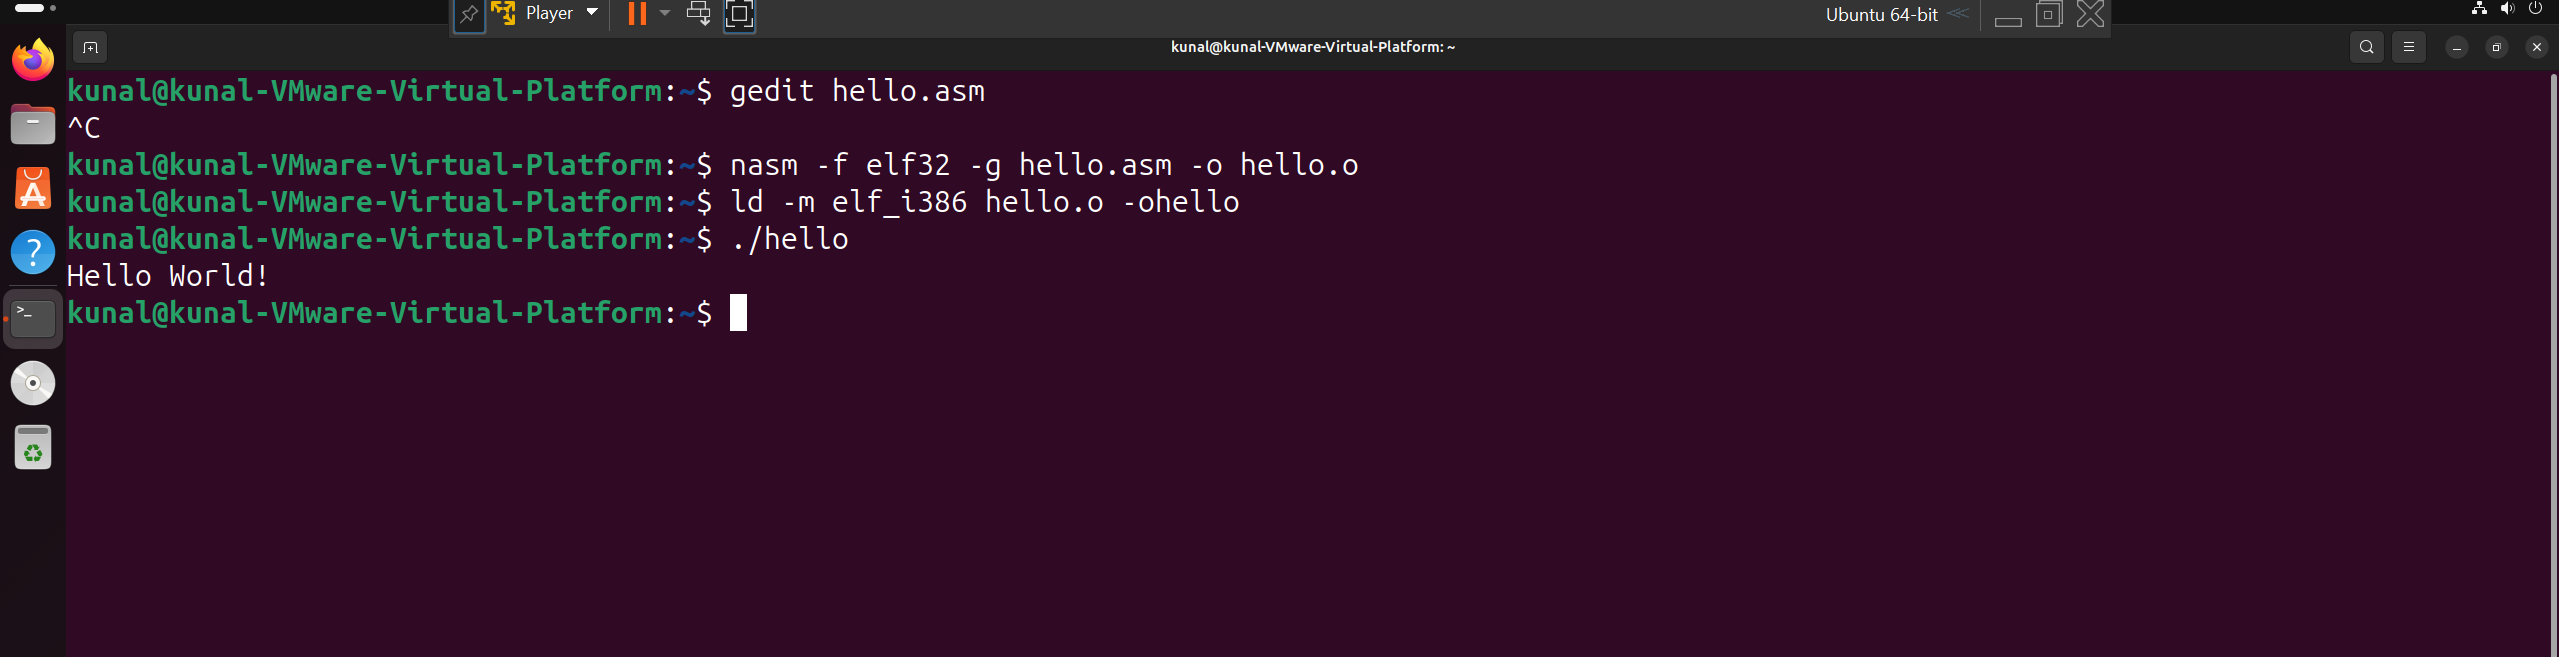 Player
Ubuntu 64-bit
kunal@kunal-VMware-Virtual-Platform: ~
kunal@kunal-VMware-Virtual-Platform:~$ gedit hello.asm
^C
kunal@kunal-VMware-Virtual-Platform:~$ nasm -f elf32 -g hello.asm -o hello.o
kunal@kunal-VMware-Virtual-Platform:~$ ld -m elf_i386 hello.o -ohello
kunal@kunal-VMware-Virtual-Platform:~$ ./hello
Hello World!
kunal@kunal-VMware-Virtual-Platform:~$